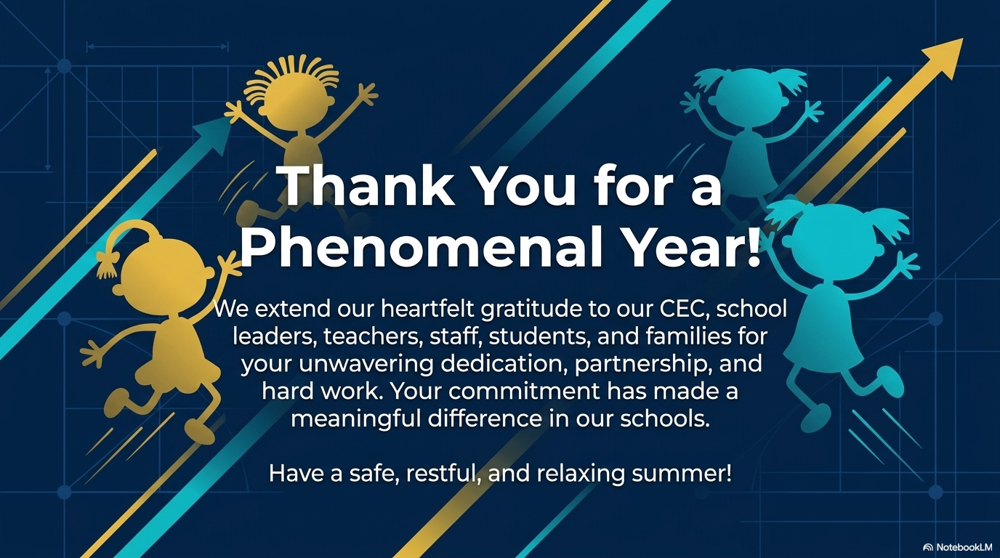 Thank You for a
Phenomenal Year!
We extend our heartfelt gratitude to our CEC, school
leaders, teachers, staff, students, and families for
your unwavering dedication, partnership, and
hard work. Your commitment has made a
meaningful difference in our schools.
Have a safe, restful, and relaxing summer!
NotebookLM